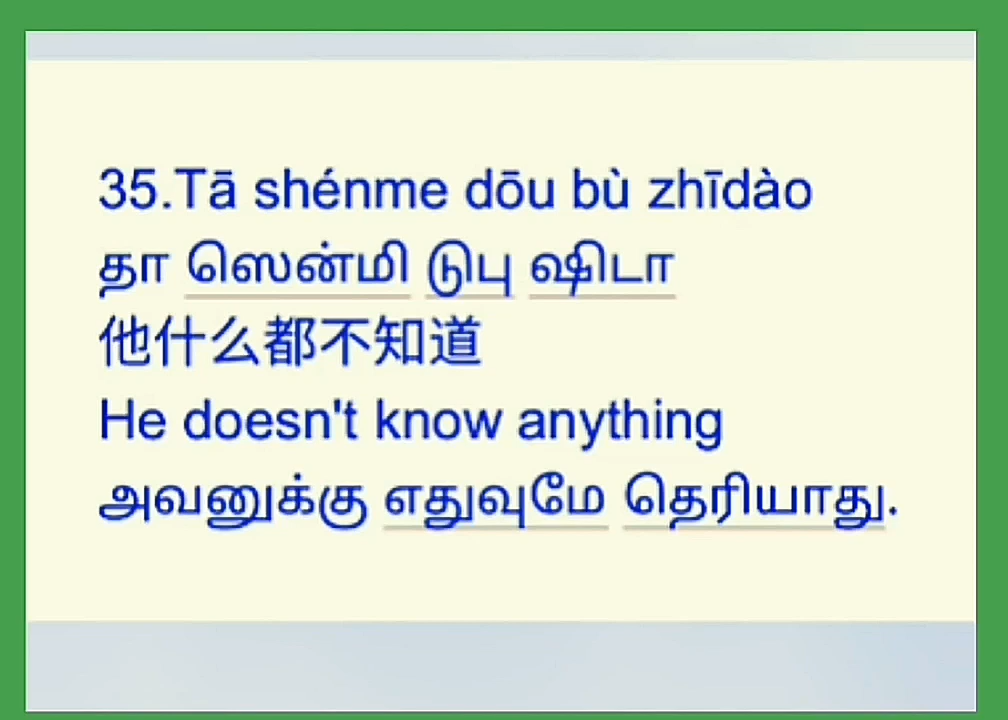 35.Tā shénme dōu bù zhīdào
தா ஸென்மி டுபு ஷிடா
他什么都不知道
He doesn't know anything
அவனுக்கு எதுவுமே தெரியாது.